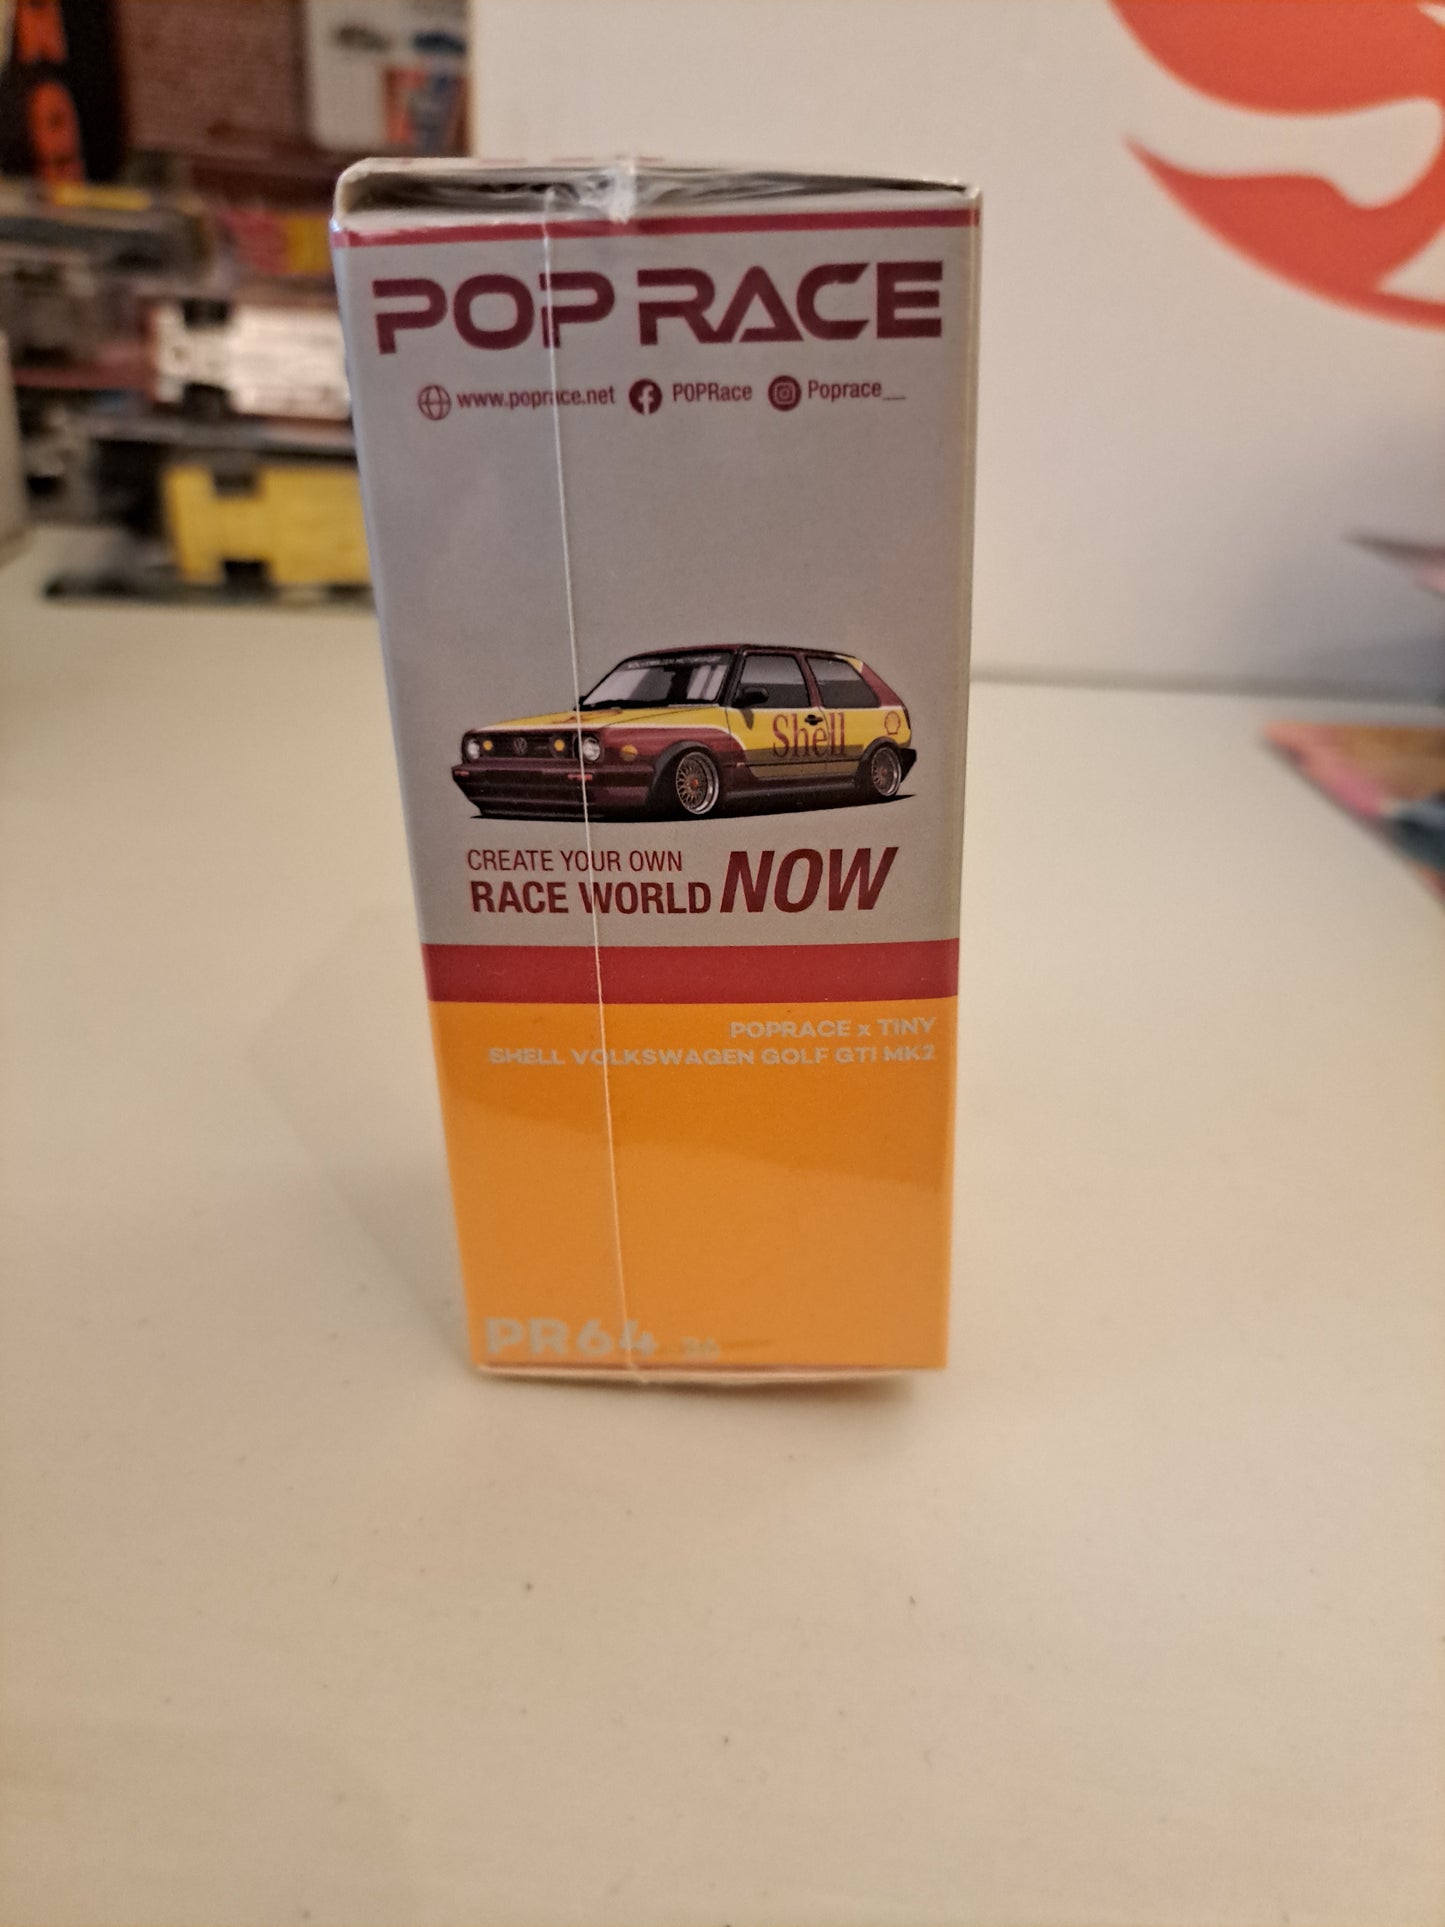 POP RACE
www.poprace.net POPRace Poprace__
Shell
CREATE YOUR OWN
RACE WORLD NOW
POPRACE x TINY
SHELL VOLKSWAGEN GOLF GTI MK2
PR64